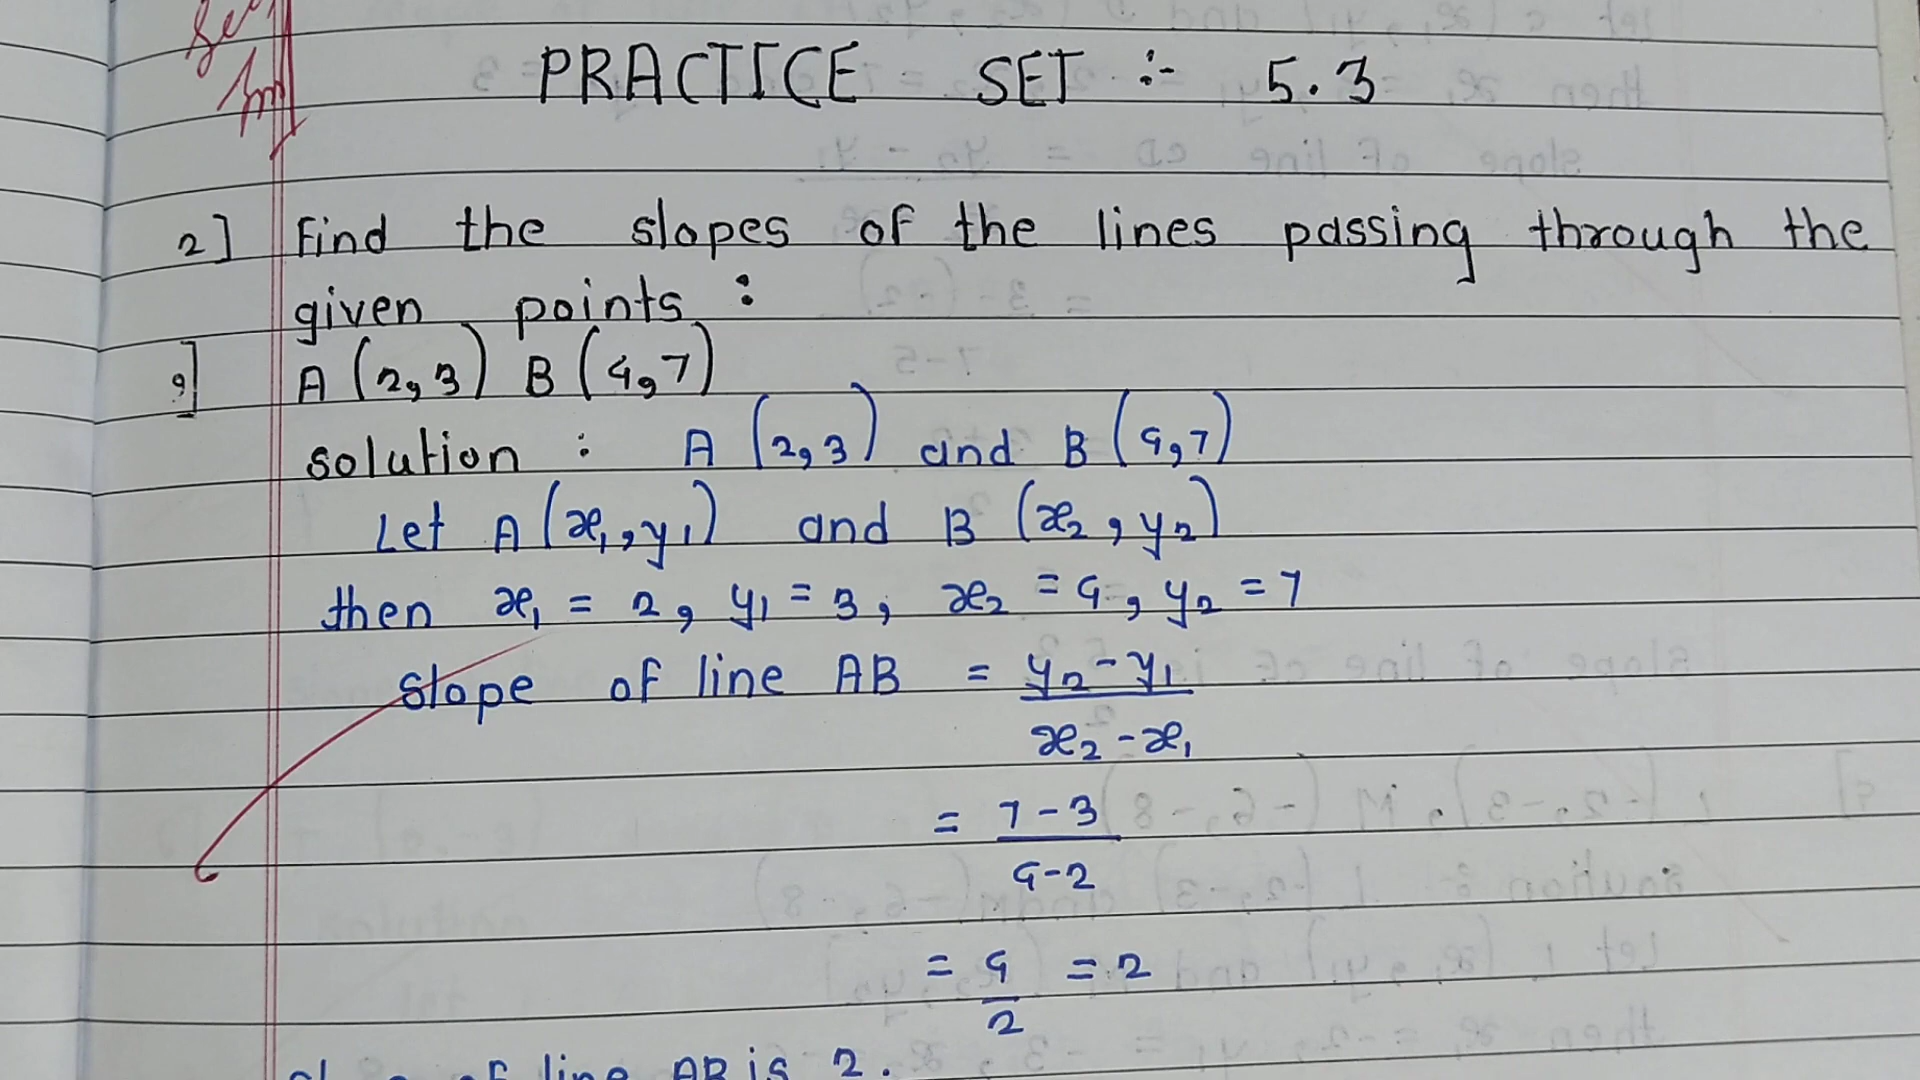 PRACTICE SET :- 5.3
2] Find the slopes of the lines passing through the
given points :
1] A (2,3) B (4,7)
solution : A (2,3) and B (4,7)
Let A (x₁,y₁) and B (x₂,y₂)
then x₁ = 2, y₁ = 3, x₂ = 4, y₂ = 7
slope of line AB = y₂-y₁
x₂-x₁
= 7-3
4-2
= 4 = 2
2
of line AB is 2.